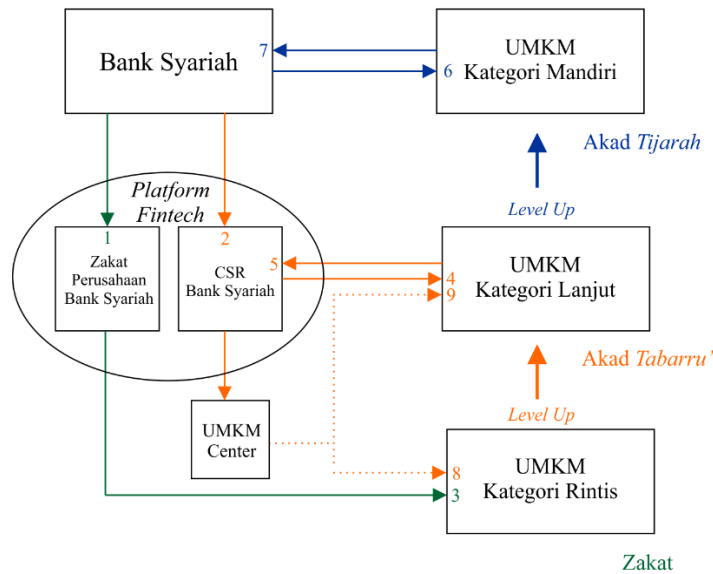 Bank Syariah
7
6
UMKM
Kategori Mandiri
Akad Tijarah
Level Up
Platform
Fintech
1
Zakat
Perusahaan
Bank Syariah
2
CSR
Bank Syariah
5
4
9
UMKM
Kategori Lanjut
Akad Tabarru’
Level Up
UMKM
Center
8
3
UMKM
Kategori Rintis
Zakat